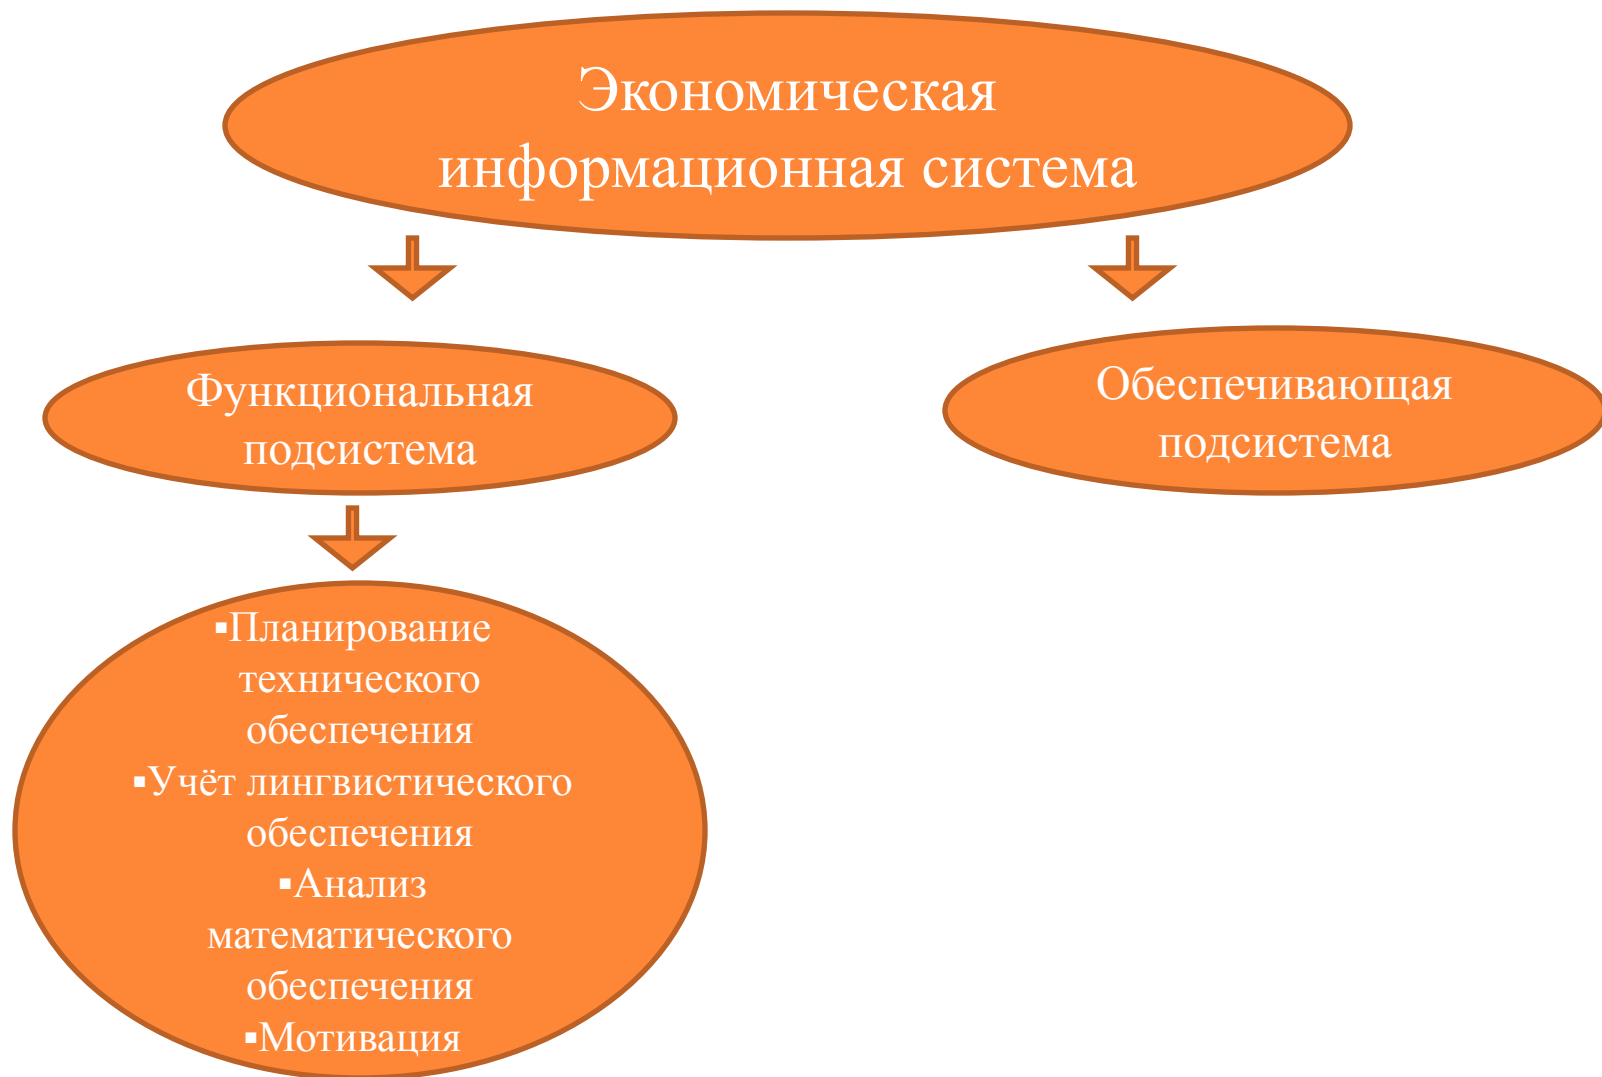 Экономическая
информационная система
Функциональная
подсистема
Обеспечивающая
подсистема
▪Планирование
технического
обеспечения
▪Учёт лингвистического
обеспечения
▪Анализ
математического
обеспечения
▪Мотивация